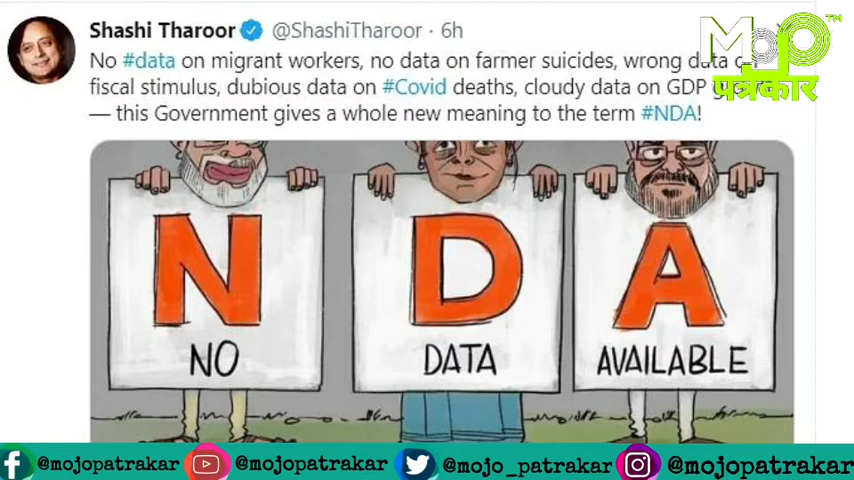 Shashi Tharoor @ShashiTharoor · 6h
No #data on migrant workers, no data on farmer suicides, wrong data
fiscal stimulus, dubious data on #Covid deaths, cloudy data on GDP
— this Government gives a whole new meaning to the term #NDA!
MOJO TM
पत्रकार
N D A
NO DATA AVAILABLE
@mojopatrakar @mojopatrakar @mojo_patrakar @mojopatrakar